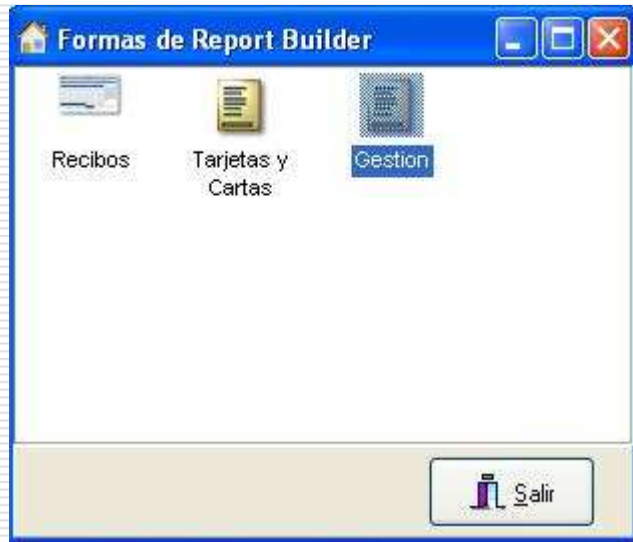 Formas de Report Builder
Recibos
Tarjetas y
Cartas
Gestion
Salir